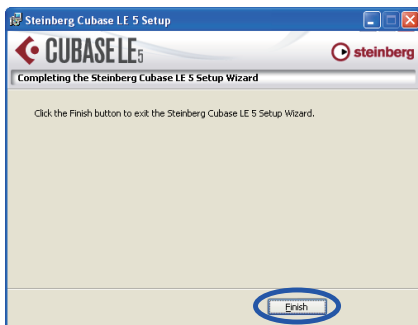 Steinberg Cubase LE 5 Setup
CUBASE LE5
steinberg
Completing the Steinberg Cubase LE 5 Setup Wizard
Click the Finish button to exit the Steinberg Cubase LE 5 Setup Wizard.
Finish